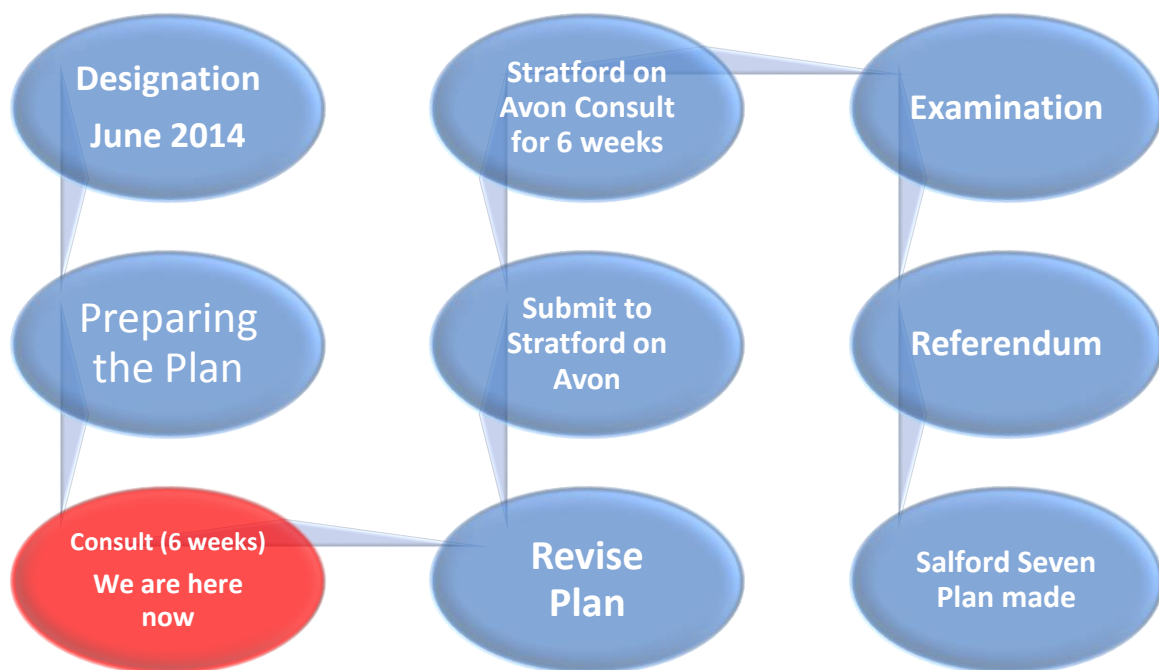 Designation
June 2014
Preparing
the Plan
Consult (6 weeks)
We are here
now
Revise
Plan
Submit to
Stratford on
Avon
Stratford on
Avon Consult
for 6 weeks
Examination
Referendum
Salford Seven
Plan made